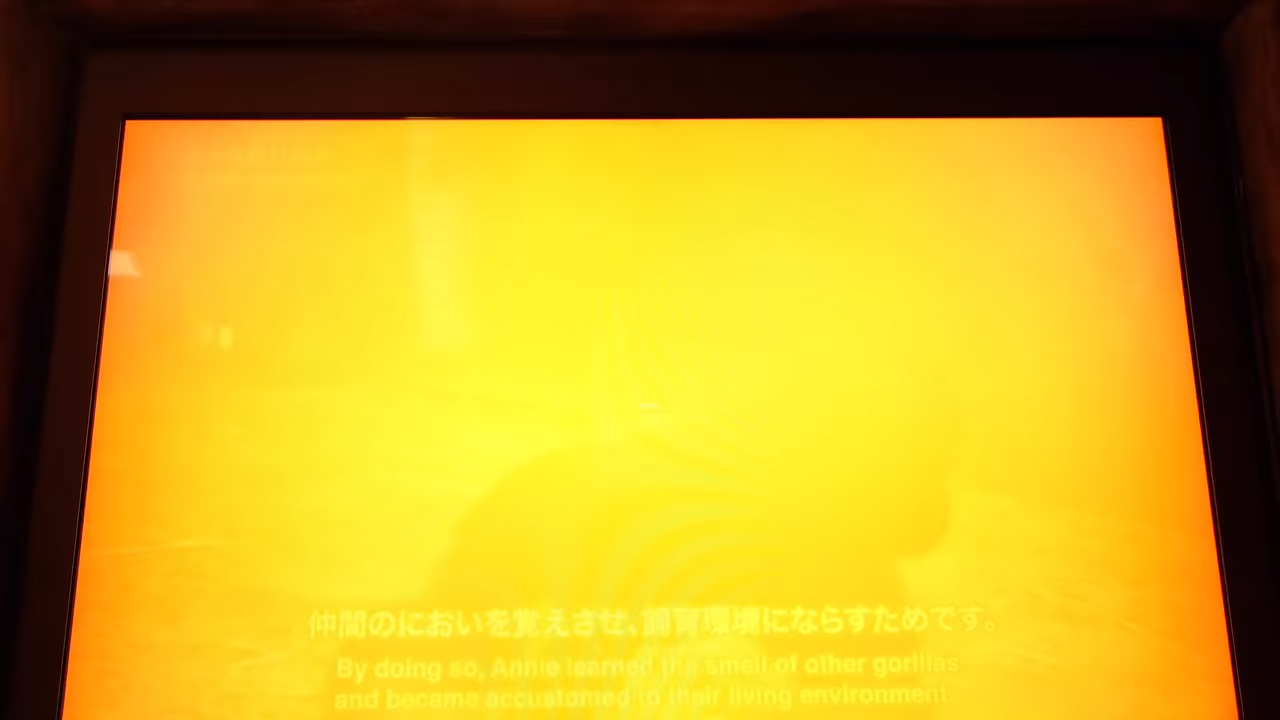 仲間のにおいを覚えさせ、飼育環境にならすためです。
By doing so, Annie learned the smell of other gorillas
and became accustomed to their living environment